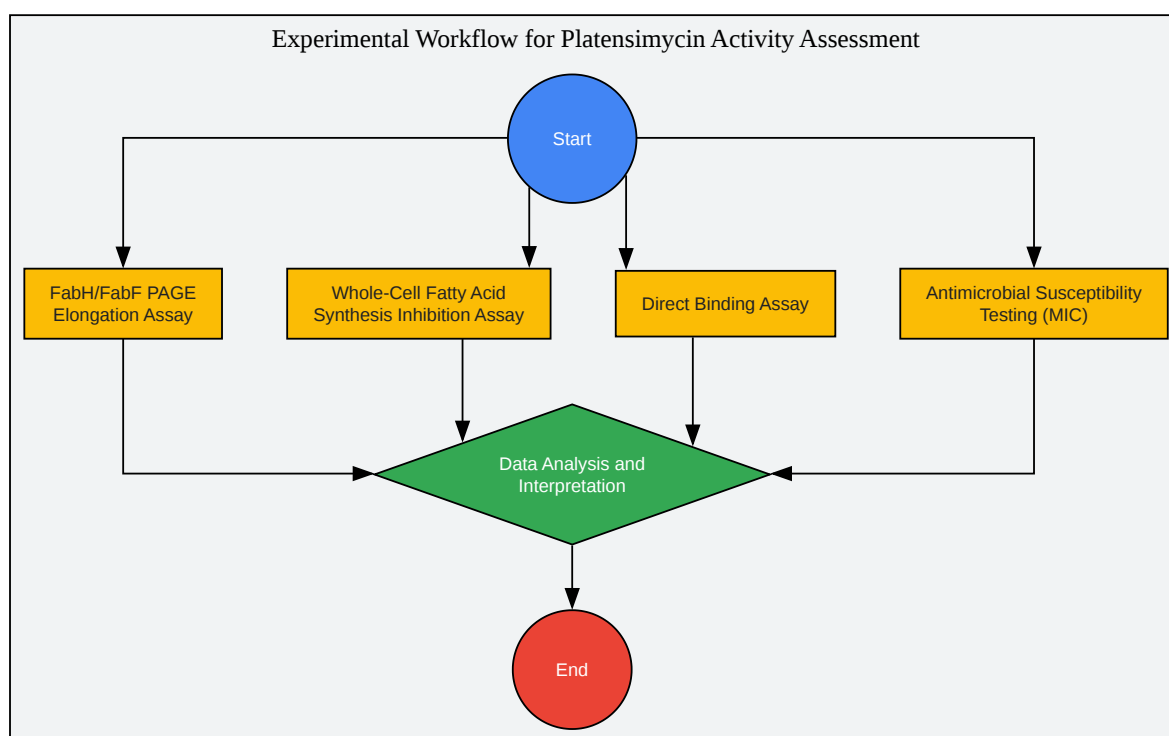 Experimental Workflow for Platensimycin Activity Assessment
Start
FabH/FabF PAGE
Elongation Assay
Whole-Cell Fatty Acid
Synthesis Inhibition Assay
Direct Binding Assay
Antimicrobial Susceptibility
Testing (MIC)
Data Analysis and
Interpretation
End